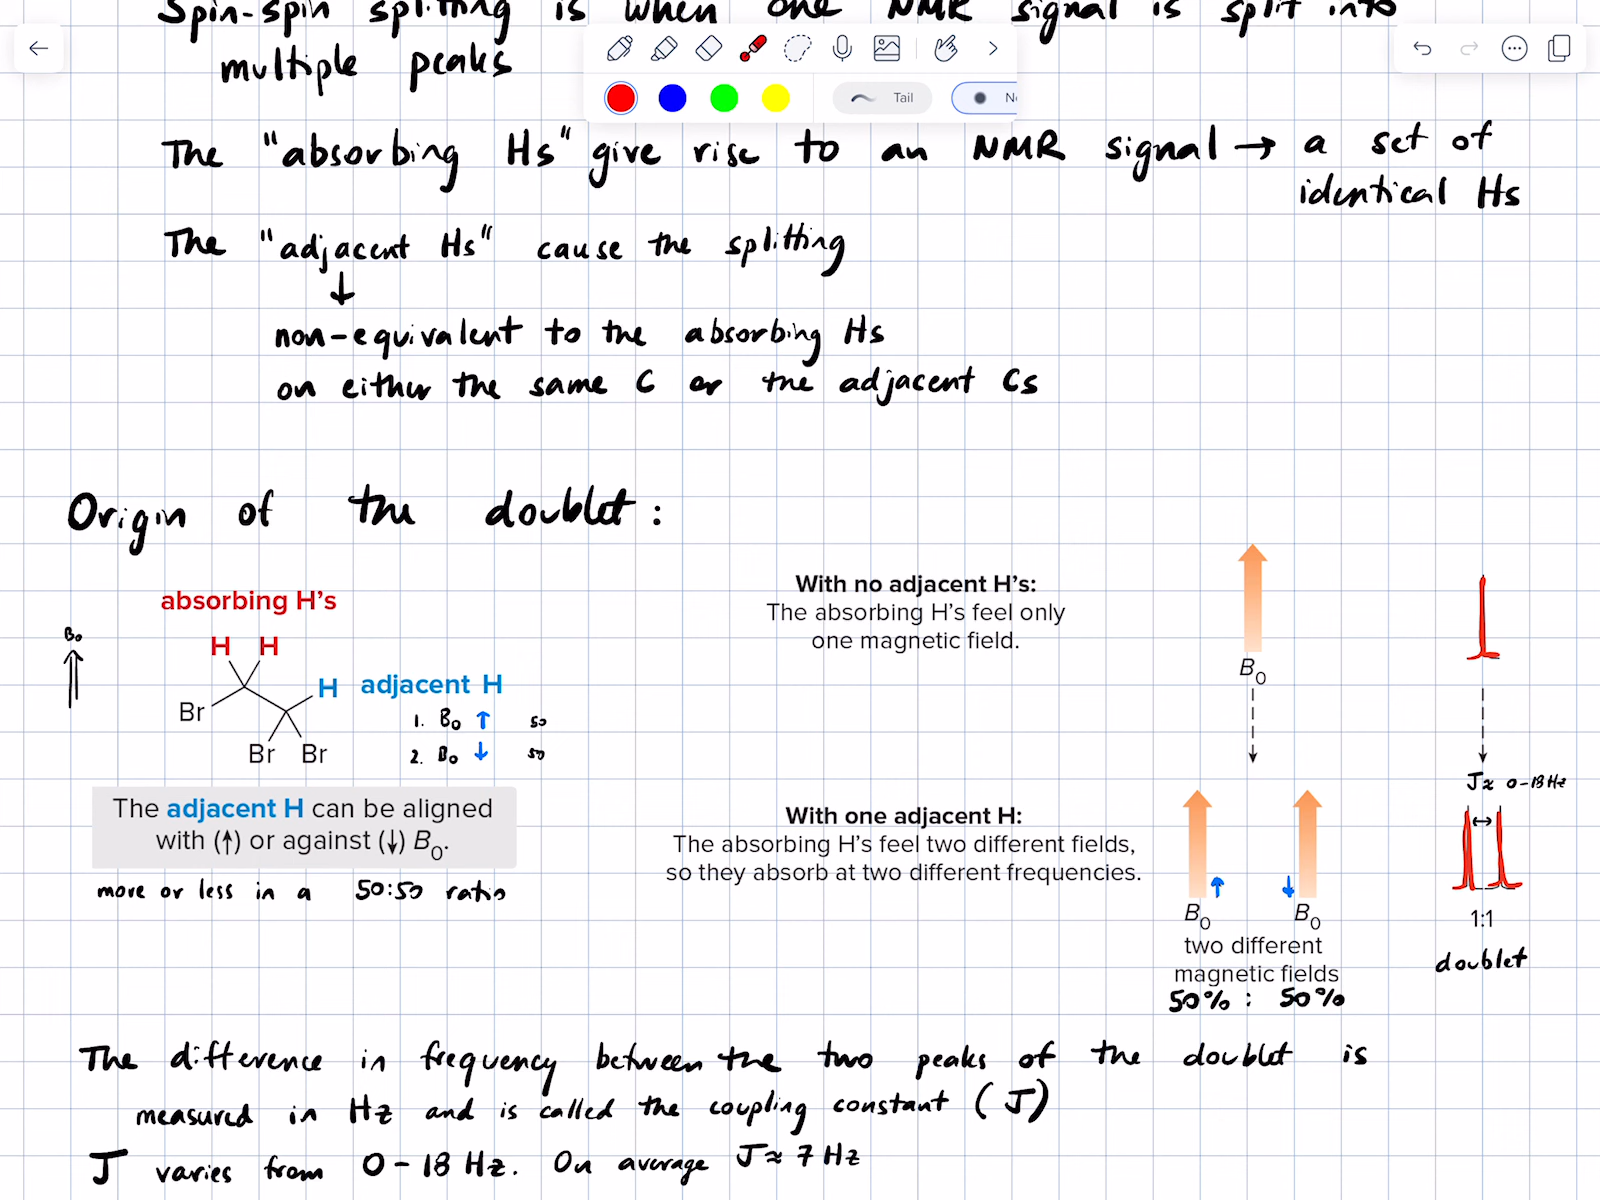 Spin-spin splitting is when one NMR signal is split into
multiple peaks
Tail
The "absorbing Hs" give rise to an NMR signal → a set of
identical Hs
The "adjacent Hs" cause the splitting
↓
non-equivalent to the absorbing Hs
on either the same C or the adjacent Cs
Origin of the doublet:
absorbing H's
B₀
H H
H adjacent H
Br
1. B₀ ↑ 50
Br Br
2. B₀ ↓ 50
The adjacent H can be aligned
with (↑) or against (↓) B₀.
more or less in a 50:50 ratio
With no adjacent H's:
The absorbing H's feel only
one magnetic field.
B₀
J≈ 0-18 Hz
With one adjacent H:
The absorbing H's feel two different fields,
so they absorb at two different frequencies.
↑ ↓
B₀ B₀
two different
magnetic fields
50% : 50%
↔
1:1
doublet
The difference in frequency between the two peaks of the doublet is
measured in Hz and is called the coupling constant (J)
J varies from 0-18 Hz. On average J≈ 7 Hz